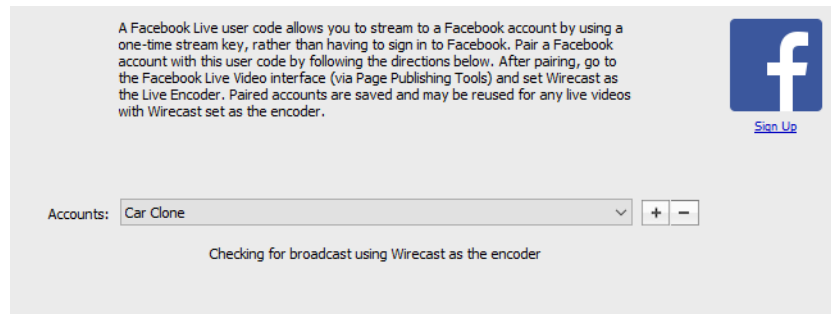 A Facebook Live user code allows you to stream to a Facebook account by using a
one-time stream key, rather than having to sign in to Facebook. Pair a Facebook
account with this user code by following the directions below. After pairing, go to
the Facebook Live Video interface (via Page Publishing Tools) and set Wirecast as
the Live Encoder. Paired accounts are saved and may be reused for any live videos
with Wirecast set as the encoder.
f
Sign Up
Accounts: Car Clone + −
Checking for broadcast using Wirecast as the encoder